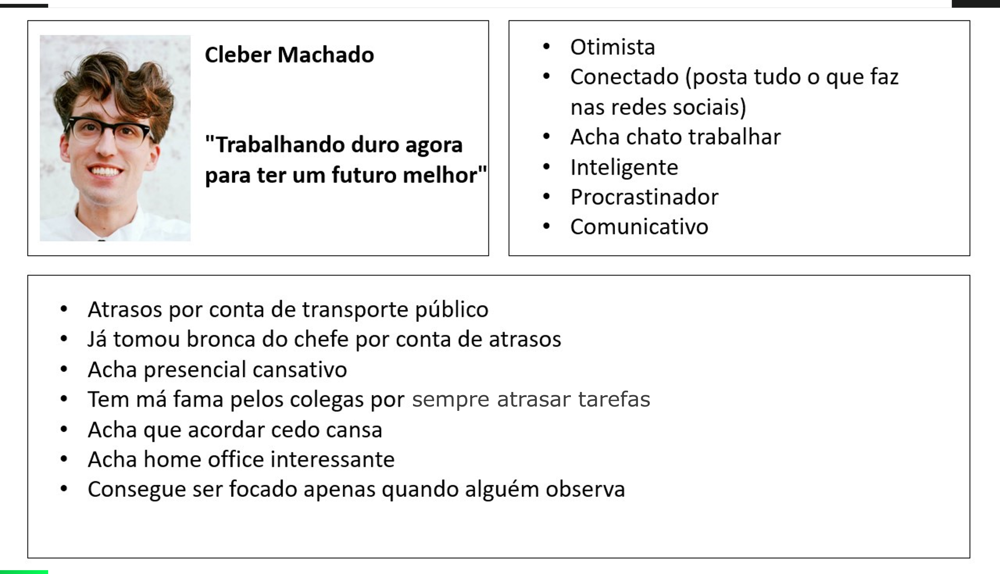 Cleber Machado
"Trabalhando duro agora
para ter um futuro melhor"
• Otimista
• Conectado (posta tudo o que faz
nas redes sociais)
• Acha chato trabalhar
• Inteligente
• Procrastinador
• Comunicativo
• Atrasos por conta de transporte público
• Já tomou bronca do chefe por conta de atrasos
• Acha presencial cansativo
• Tem má fama pelos colegas por sempre atrasar tarefas
• Acha que acordar cedo cansa
• Acha home office interessante
• Consegue ser focado apenas quando alguém observa